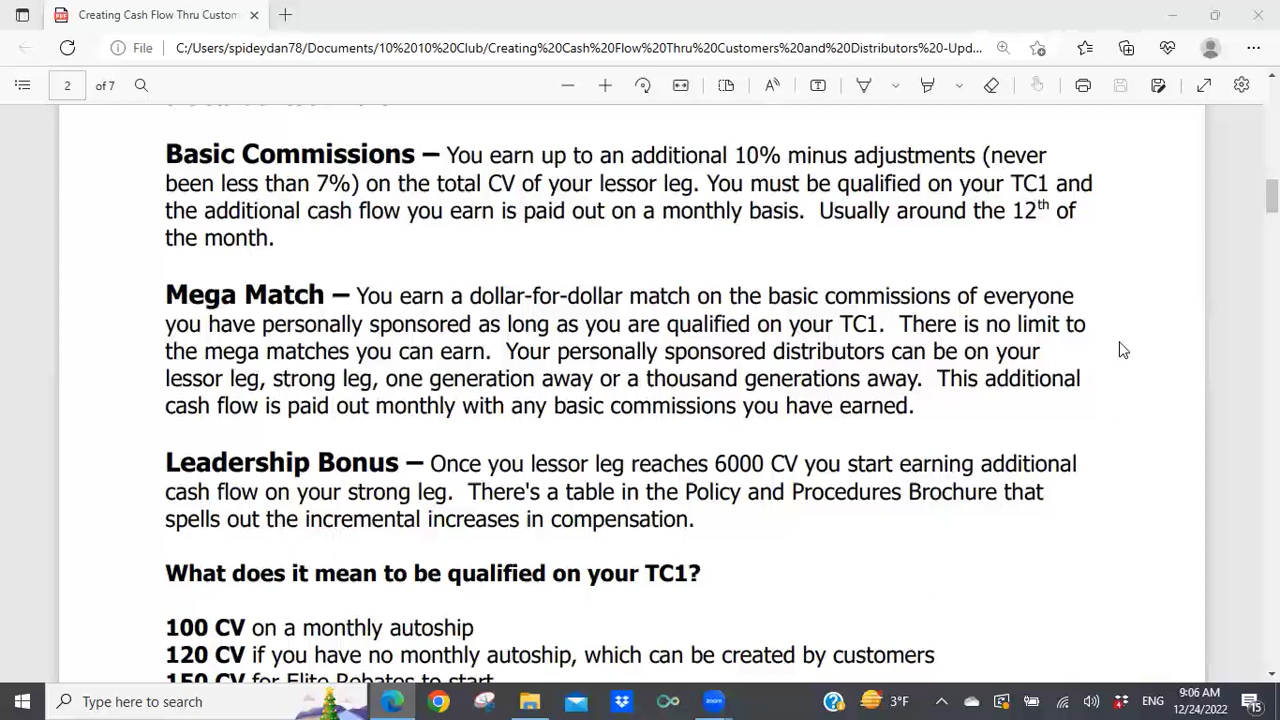 Creating Cash Flow Thru Custom
File
C:/Users/spideydan78/Documents/10%2010%20Club/Creating%20Cash%20Flow%20Thru%20Customers%20and%20Distributors%20-Upd...
2 of 7
Basic Commissions – You earn up to an additional 10% minus adjustments (never
been less than 7%) on the total CV of your lessor leg. You must be qualified on your TC1 and
the additional cash flow you earn is paid out on a monthly basis. Usually around the 12th of
the month.
Mega Match – You earn a dollar-for-dollar match on the basic commissions of everyone
you have personally sponsored as long as you are qualified on your TC1. There is no limit to
the mega matches you can earn. Your personally sponsored distributors can be on your
lessor leg, strong leg, one generation away or a thousand generations away. This additional
cash flow is paid out monthly with any basic commissions you have earned.
Leadership Bonus – Once you lessor leg reaches 6000 CV you start earning additional
cash flow on your strong leg. There's a table in the Policy and Procedures Brochure that
spells out the incremental increases in compensation.
What does it mean to be qualified on your TC1?
100 CV on a monthly autoship
120 CV if you have no monthly autoship, which can be created by customers
150 CV for Elite Rebates to start
Type here to search
zoom
3°F
ENG
9:06 AM
12/24/2022
15